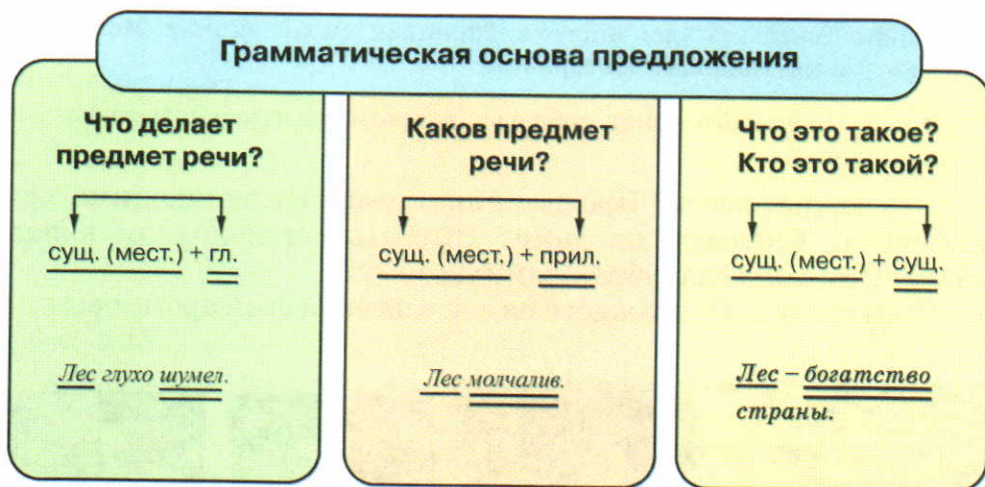 Грамматическая основа предложения
Что делает
предмет речи?
сущ. (мест.) + гл.
Лес глухо шумел.
Каков предмет
речи?
сущ. (мест.) + прил.
Лес молчалив.
Что это такое?
Кто это такой?
сущ. (мест.) + сущ.
Лес – богатство
страны.